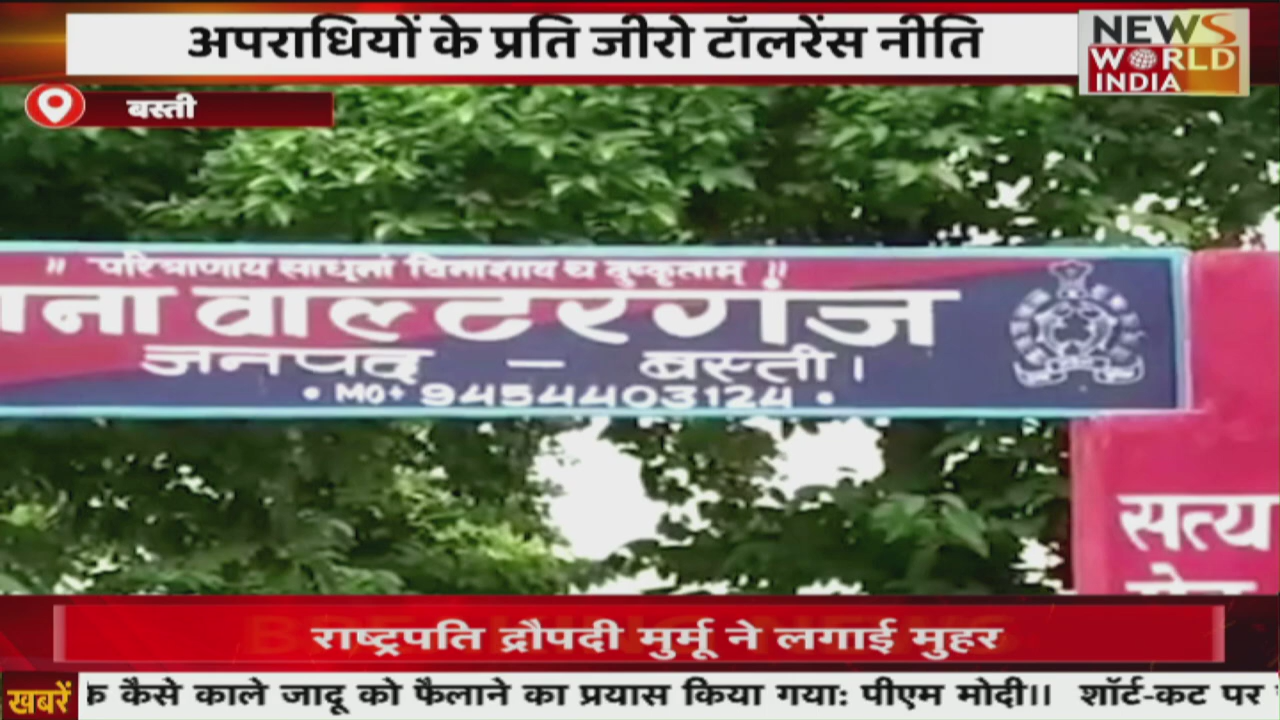 अपराधियों के प्रति जीरो टॉलरेंस नीति
NEWS
WORLD
INDIA
बस्ती
॥ परित्राणाय साधूनां विनाशाय च दुष्कृताम् ॥
ाना वाल्टरगंज
जनपद – बस्ती।
• MO+ 9454403124 •
सत्य
राष्ट्रपति द्रौपदी मुर्मू ने लगाई मुहर
खबरें
कैसे काले जादू को फैलाने का प्रयास किया गया: पीएम मोदी।। शॉर्ट-कट पर